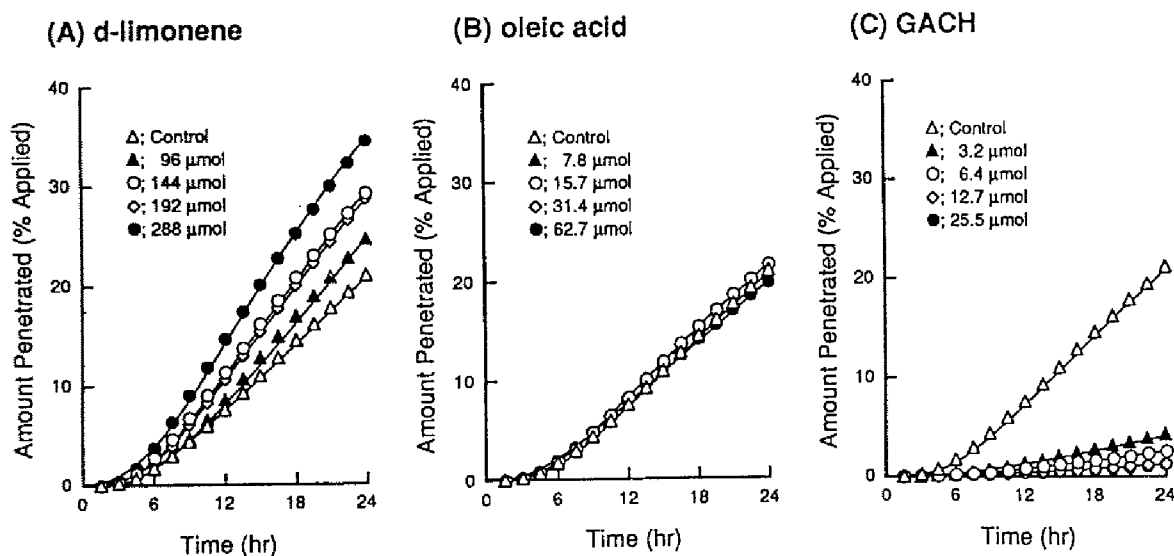 (A) d-limonene
Amount Penetrated (% Applied)
40
30
20
10
0
△; Control
▲; 96 μmol
○; 144 μmol
◇; 192 μmol
●; 288 μmol
0 6 12 18 24
Time (hr)
(B) oleic acid
Amount Penetrated (% Applied)
40
30
20
10
0
△; Control
▲; 7.8 μmol
○; 15.7 μmol
◇; 31.4 μmol
●; 62.7 μmol
0 6 12 18 24
Time (hr)
(C) GACH
Amount Penetrated (% Applied)
40
30
20
10
0
△; Control
▲; 3.2 μmol
○; 6.4 μmol
◇; 12.7 μmol
●; 25.5 μmol
0 6 12 18 24
Time (hr)